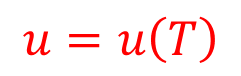 u = u(T)